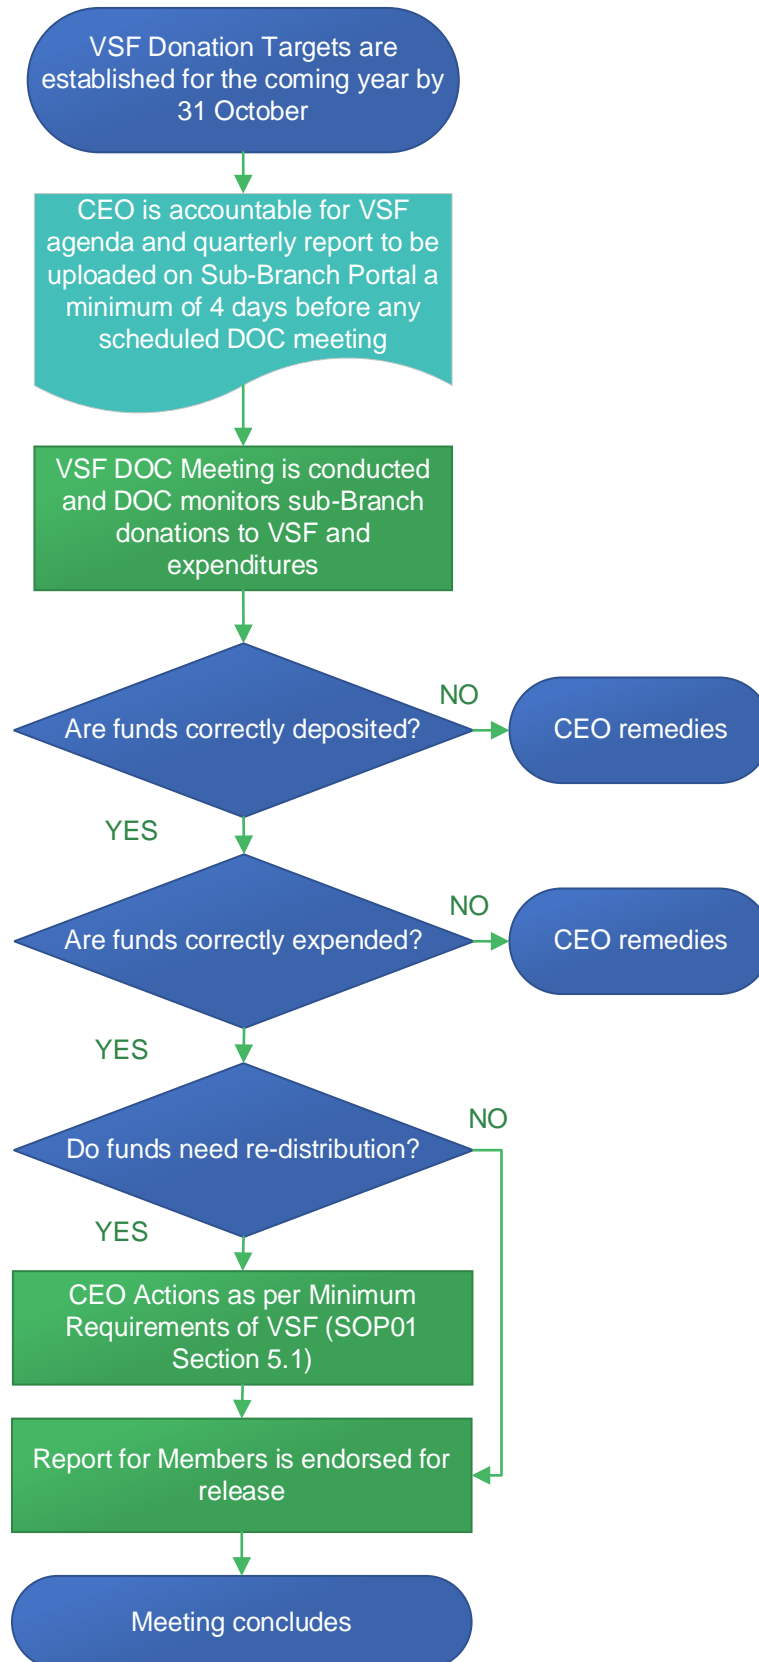 VSF Donation Targets are
established for the coming year by
31 October
CEO is accountable for VSF
agenda and quarterly report to be
uploaded on Sub-Branch Portal a
minimum of 4 days before any
scheduled DOC meeting
VSF DOC Meeting is conducted
and DOC monitors sub-Branch
donations to VSF and
expenditures
Are funds correctly deposited?
NO
CEO remedies
YES
Are funds correctly expended?
NO
CEO remedies
YES
Do funds need re-distribution?
NO
YES
CEO Actions as per Minimum
Requirements of VSF (SOP01
Section 5.1)
Report for Members is endorsed for
release
Meeting concludes